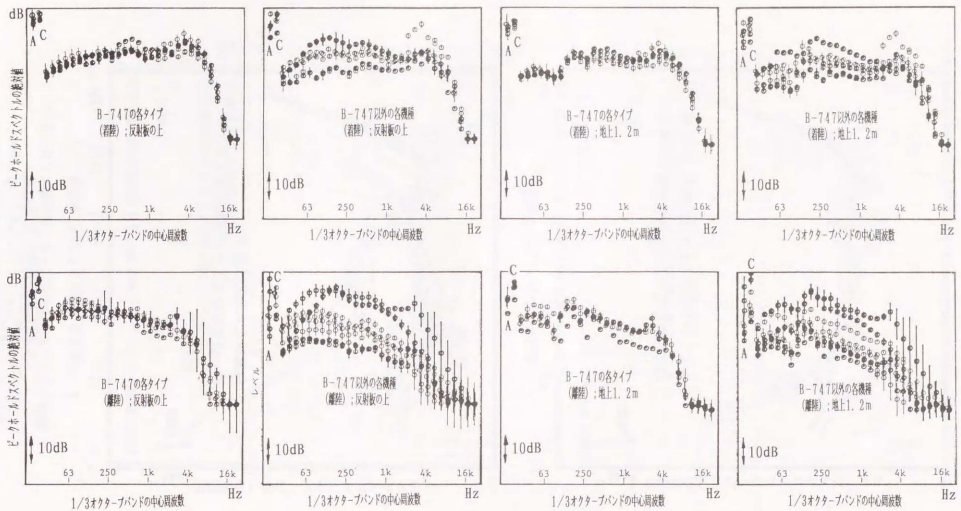 dB
ピークホールドスペクトルの絶対値
C
A
B-747の各タイプ
(着陸);反射板の上
10dB
63 250 1k 4k 16k
Hz
1/3オクターブバンドの中心周波数
C
A
B-747以外の各機種
(着陸);反射板の上
10dB
63 250 1k 4k 16k
Hz
1/3オクターブバンドの中心周波数
C
A
B-747の各タイプ
(着陸);地上1.2m
10dB
63 250 1k 4k 16k
Hz
1/3オクターブバンドの中心周波数
C
A
B-747以外の各機種
(着陸);地上1.2m
10dB
63 250 1k 4k 16k
Hz
1/3オクターブバンドの中心周波数
dB
ピークホールドスペクトルの絶対値
C
A
B-747の各タイプ
(離陸);反射板の上
10dB
63 250 1k 4k 16k
Hz
1/3オクターブバンドの中心周波数
レベル
C
A
B-747以外の各機種
(離陸);反射板の上
10dB
63 250 1k 4k 16k
Hz
1/3オクターブバンドの中心周波数
C
A
B-747の各タイプ
(離陸);地上1.2m
10dB
63 250 1k 4k 16k
Hz
1/3オクターブバンドの中心周波数
C
A
B-747以外の各機種
(離陸);地上1.2m
10dB
63 250 1k 4k 16k
Hz
1/3オクターブバンドの中心周波数